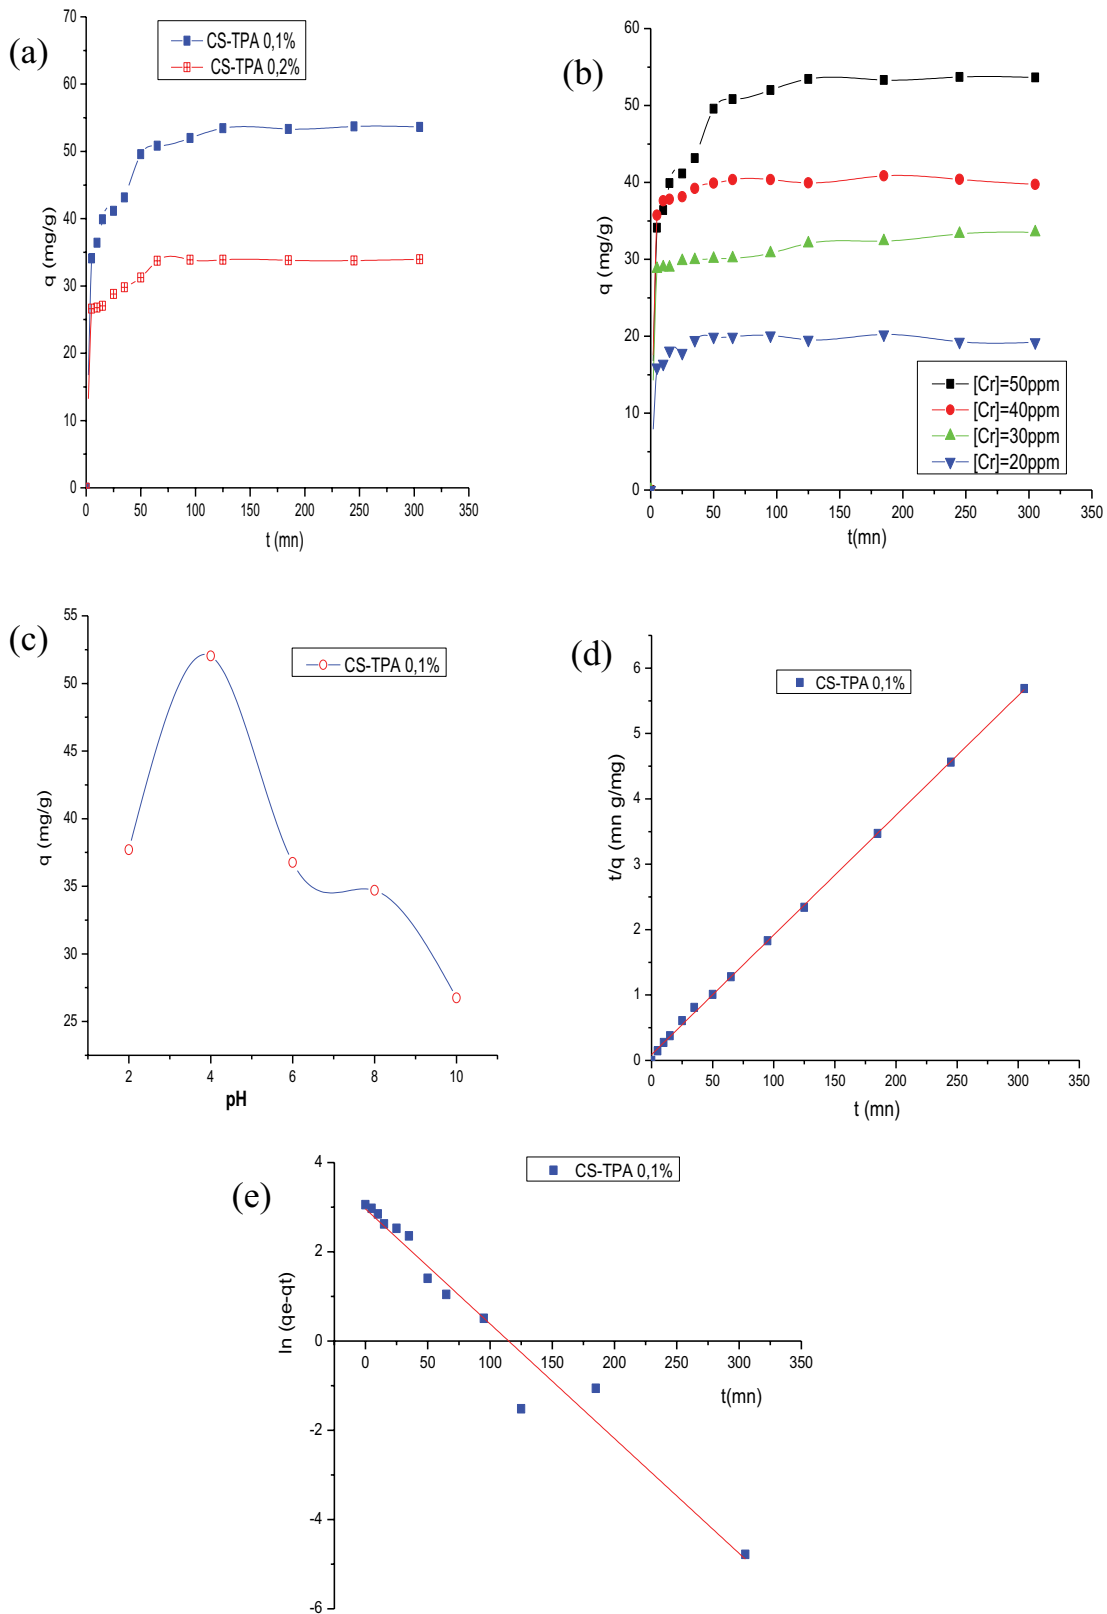 (a)
CS-TPA 0,1%
CS-TPA 0,2%
q (mg/g)
70
60
50
40
30
20
10
0
0 50 100 150 200 250 300 350
t (mn)
(b)
q (mg/g)
60
50
40
30
20
10
0
[Cr]=50ppm
[Cr]=40ppm
[Cr]=30ppm
[Cr]=20ppm
0 50 100 150 200 250 300 350
t(mn)
(c)
CS-TPA 0,1%
q (mg/g)
55
50
45
40
35
30
25
2 4 6 8 10
pH
(d)
CS-TPA 0,1%
t/q (mn g/mg)
6
5
4
3
2
1
0
0 50 100 150 200 250 300 350
t (mn)
(e)
CS-TPA 0,1%
ln (qe-qt)
4
2
0
-2
-4
-6
0 50 100 150 200 250 300 350
t(mn)